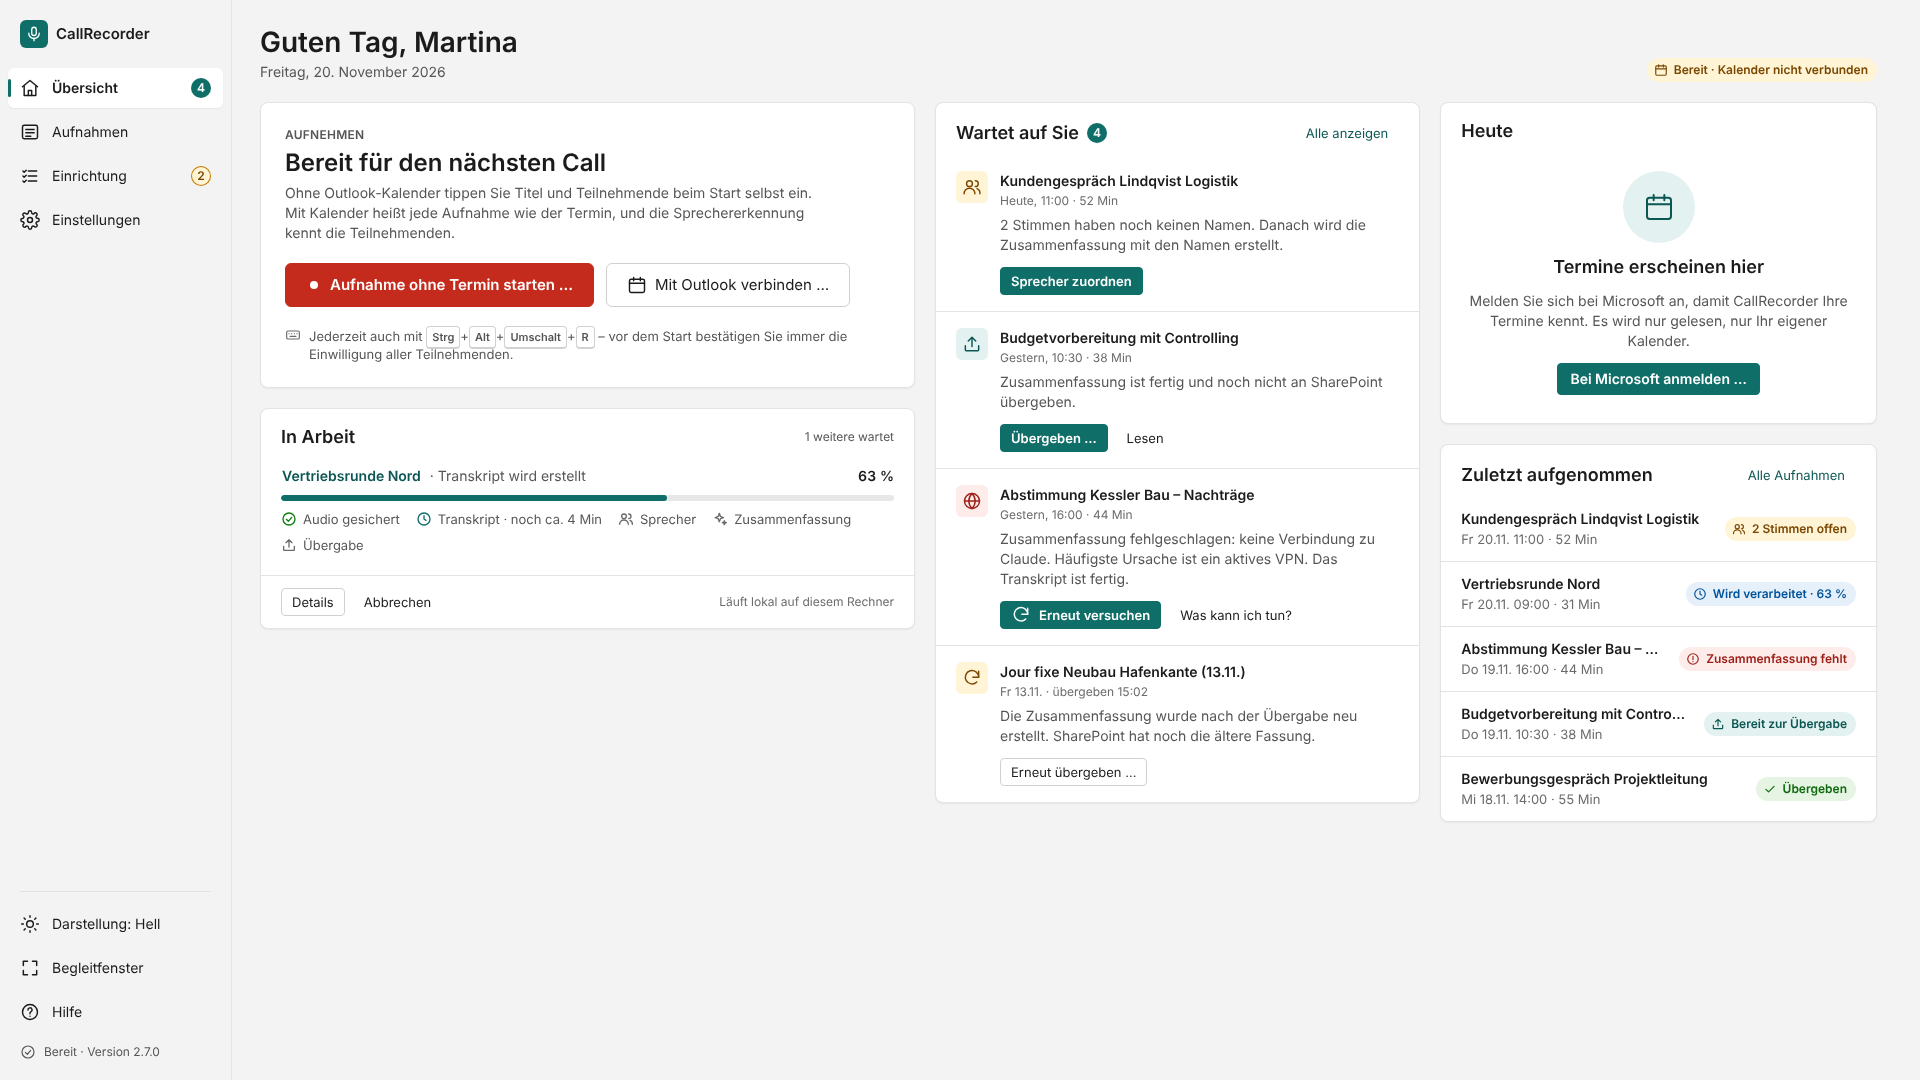 CallRecorder
Übersicht
4
Aufnahmen
Einrichtung
2
Einstellungen
Darstellung: Hell
Begleitfenster
Hilfe
Bereit · Version 2.7.0
Guten Tag, Martina
Freitag, 20. November 2026
Bereit · Kalender nicht verbunden
AUFNEHMEN
Bereit für den nächsten Call
Ohne Outlook-Kalender tippen Sie Titel und Teilnehmende beim Start selbst ein.
Mit Kalender heißt jede Aufnahme wie der Termin, und die Sprechererkennung
kennt die Teilnehmenden.
Aufnahme ohne Termin starten ...
Mit Outlook verbinden ...
Jederzeit auch mit Strg + Alt + Umschalt + R – vor dem Start bestätigen Sie immer die
Einwilligung aller Teilnehmenden.
In Arbeit
1 weitere wartet
Vertriebsrunde Nord · Transkript wird erstellt
63 %
Audio gesichert
Transkript · noch ca. 4 Min
Sprecher
Zusammenfassung
Übergabe
Details
Abbrechen
Läuft lokal auf diesem Rechner
Wartet auf Sie 4
Alle anzeigen
Kundengespräch Lindqvist Logistik
Heute, 11:00 · 52 Min
2 Stimmen haben noch keinen Namen. Danach wird die
Zusammenfassung mit den Namen erstellt.
Sprecher zuordnen
Budgetvorbereitung mit Controlling
Gestern, 10:30 · 38 Min
Zusammenfassung ist fertig und noch nicht an SharePoint
übergeben.
Übergeben ...
Lesen
Abstimmung Kessler Bau – Nachträge
Gestern, 16:00 · 44 Min
Zusammenfassung fehlgeschlagen: keine Verbindung zu
Claude. Häufigste Ursache ist ein aktives VPN. Das
Transkript ist fertig.
Erneut versuchen
Was kann ich tun?
Jour fixe Neubau Hafenkante (13.11.)
Fr 13.11. · übergeben 15:02
Die Zusammenfassung wurde nach der Übergabe neu
erstellt. SharePoint hat noch die ältere Fassung.
Erneut übergeben ...
Heute
Termine erscheinen hier
Melden Sie sich bei Microsoft an, damit CallRecorder Ihre
Termine kennt. Es wird nur gelesen, nur Ihr eigener
Kalender.
Bei Microsoft anmelden ...
Zuletzt aufgenommen
Alle Aufnahmen
Kundengespräch Lindqvist Logistik
Fr 20.11. 11:00 · 52 Min
2 Stimmen offen
Vertriebsrunde Nord
Fr 20.11. 09:00 · 31 Min
Wird verarbeitet · 63 %
Abstimmung Kessler Bau – ...
Do 19.11. 16:00 · 44 Min
Zusammenfassung fehlt
Budgetvorbereitung mit Contro...
Do 19.11. 10:30 · 38 Min
Bereit zur Übergabe
Bewerbungsgespräch Projektleitung
Mi 18.11. 14:00 · 55 Min
Übergeben